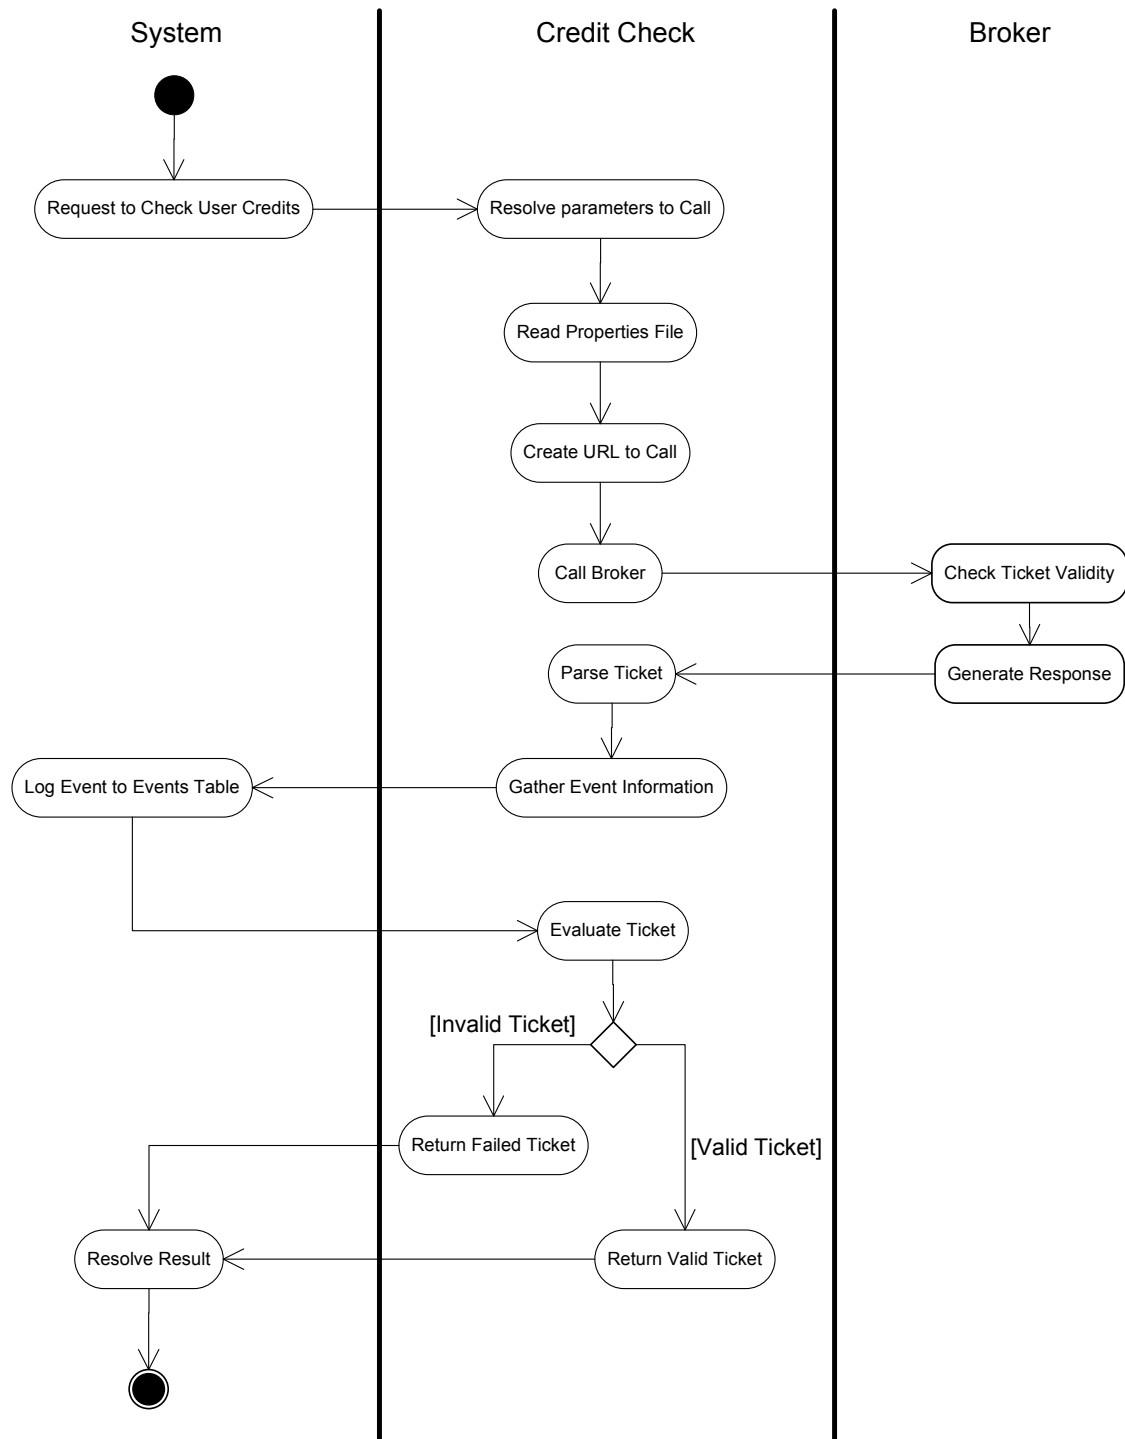 System
Credit Check
Broker
Request to Check User Credits
Resolve parameters to Call
Read Properties File
Create URL to Call
Call Broker
Check Ticket Validity
Parse Ticket
Generate Response
Log Event to Events Table
Gather Event Information
Evaluate Ticket
[Invalid Ticket]
Return Failed Ticket
[Valid Ticket]
Resolve Result
Return Valid Ticket